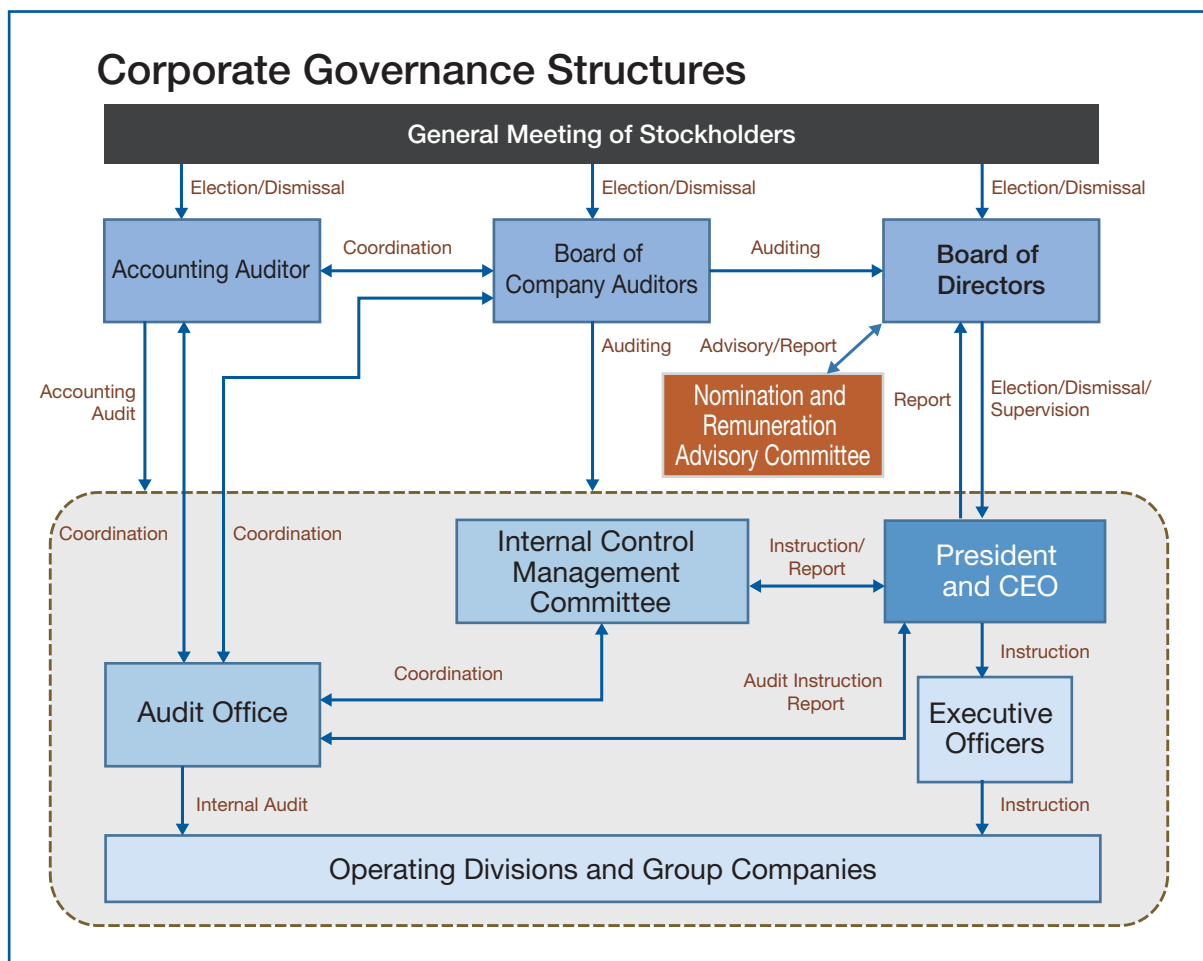 Corporate Governance Structures
General Meeting of Stockholders
Election/Dismissal
Election/Dismissal
Election/Dismissal
Accounting Auditor
Coordination
Board of
Company Auditors
Auditing
Board of
Directors
Accounting
Audit
Auditing
Advisory/Report
Nomination and
Remuneration
Advisory Committee
Report
Election/Dismissal/
Supervision
Coordination
Coordination
Internal Control
Management
Committee
Instruction/
Report
President
and CEO
Audit Office
Coordination
Audit Instruction
Report
Instruction
Executive
Officers
Internal Audit
Instruction
Operating Divisions and Group Companies